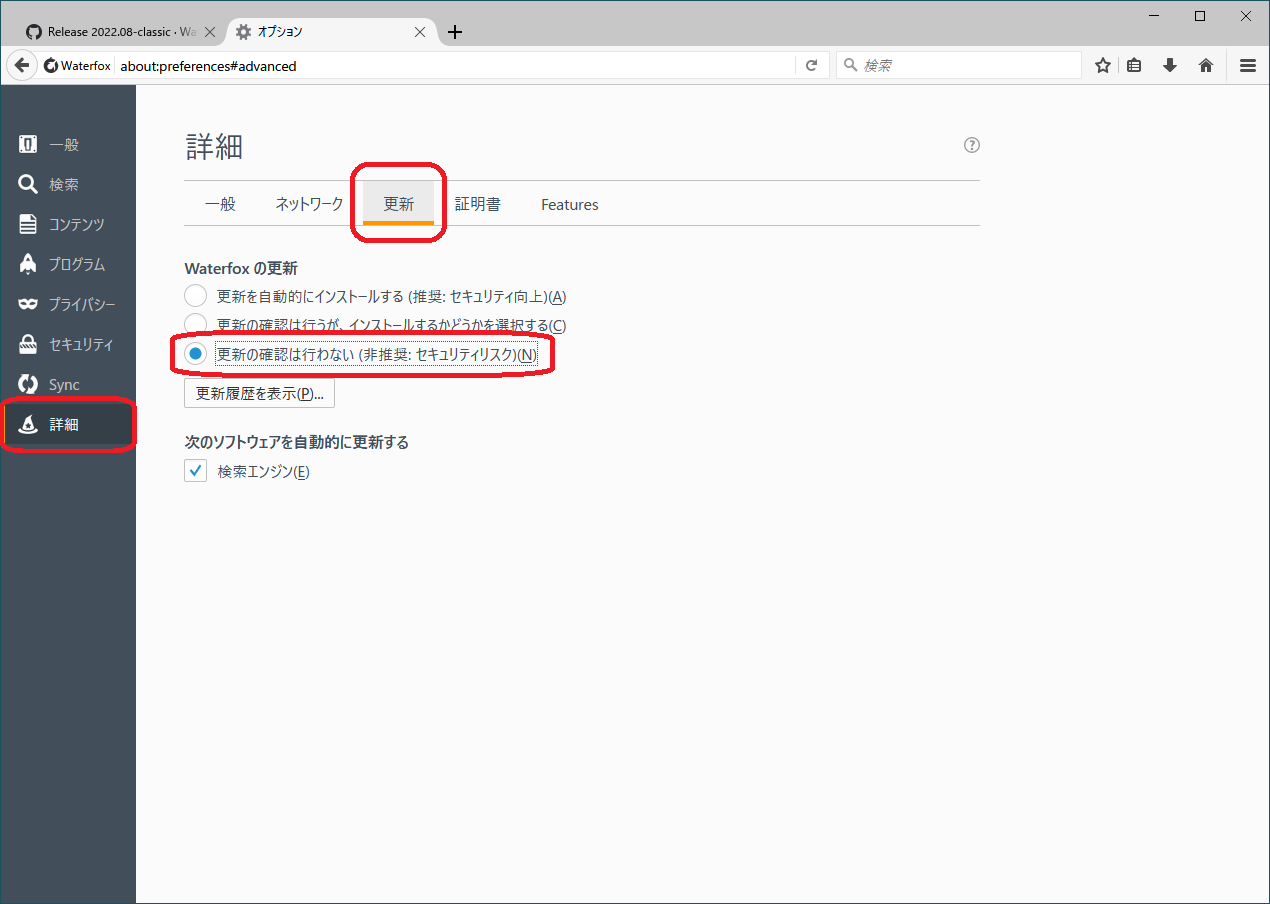 Release 2022.08-classic · Wa
オプション
Waterfox
about:preferences#advanced
検索
一般
検索
コンテンツ
プログラム
プライバシー
セキュリティ
Sync
詳細
詳細
一般
ネットワーク
更新
証明書
Features
Waterfox の更新
更新を自動的にインストールする (推奨: セキュリティ向上)(A)
更新の確認は行うが、インストールするかどうかを選択する(C)
更新の確認は行わない (非推奨: セキュリティリスク)(N)
更新履歴を表示(P)...
次のソフトウェアを自動的に更新する
検索エンジン(E)